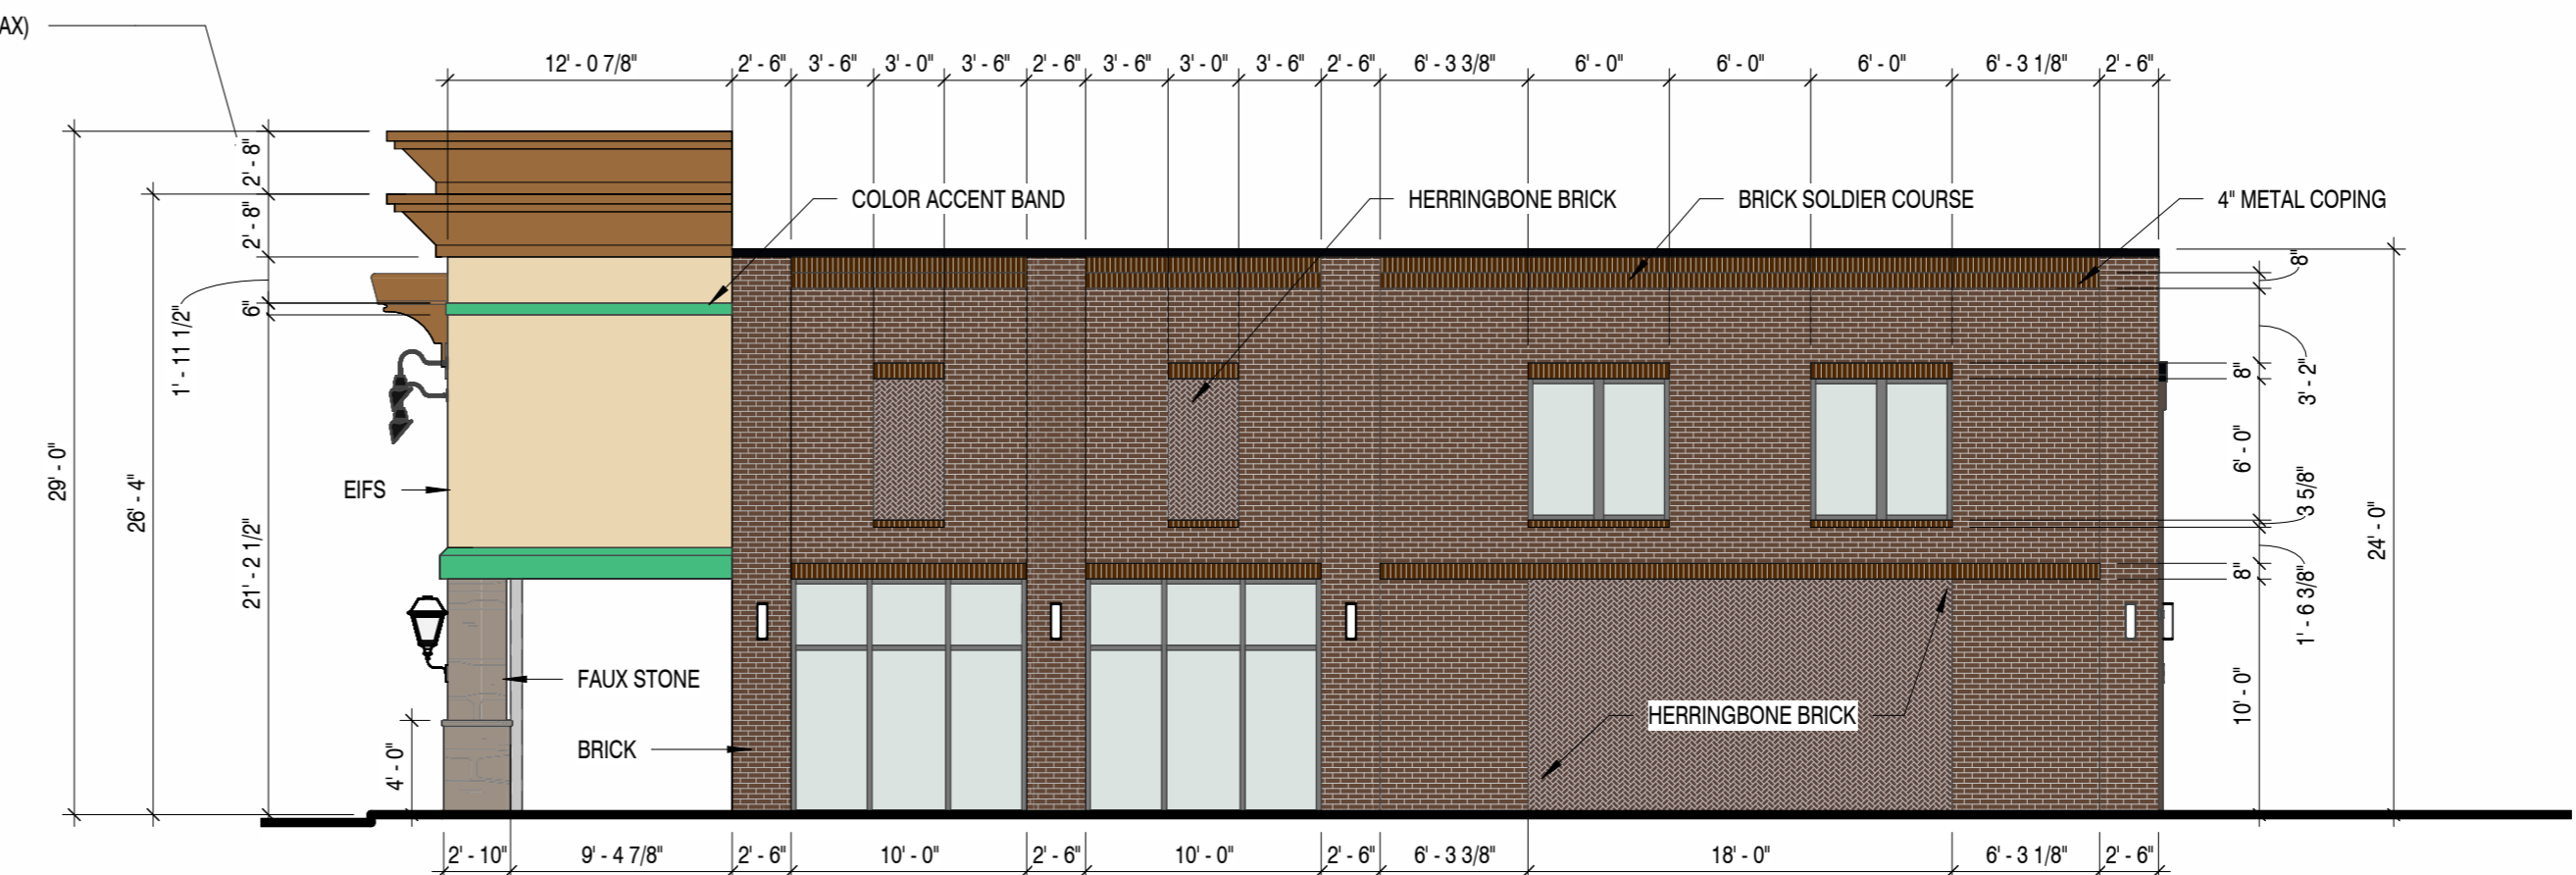 AX)
12' - 0 7/8" 2' - 6" 3' - 6" 3' - 0" 3' - 6" 2' - 6" 3' - 6" 3' - 0" 3' - 6" 2' - 6" 6' - 3 3/8" 6' - 0" 6' - 0" 6' - 0" 6' - 3 1/8" 2' - 6"
COLOR ACCENT BAND
HERRINGBONE BRICK
BRICK SOLDIER COURSE
4" METAL COPING
29' - 0"
26' - 4"
2' - 8"
2' - 8"
1' - 11 1/2"
6"
21' - 2 1/2"
4' - 0"
EIFS
FAUX STONE
BRICK
HERRINGBONE BRICK
8"
3' - 2"
8"
6' - 0"
3 5/8"
1' - 6 3/8"
8"
10' - 0"
24' - 0"
2' - 10" 9' - 4 7/8" 2' - 6" 10' - 0" 2' - 6" 10' - 0" 2' - 6" 6' - 3 3/8" 18' - 0" 6' - 3 1/8" 2' - 6"